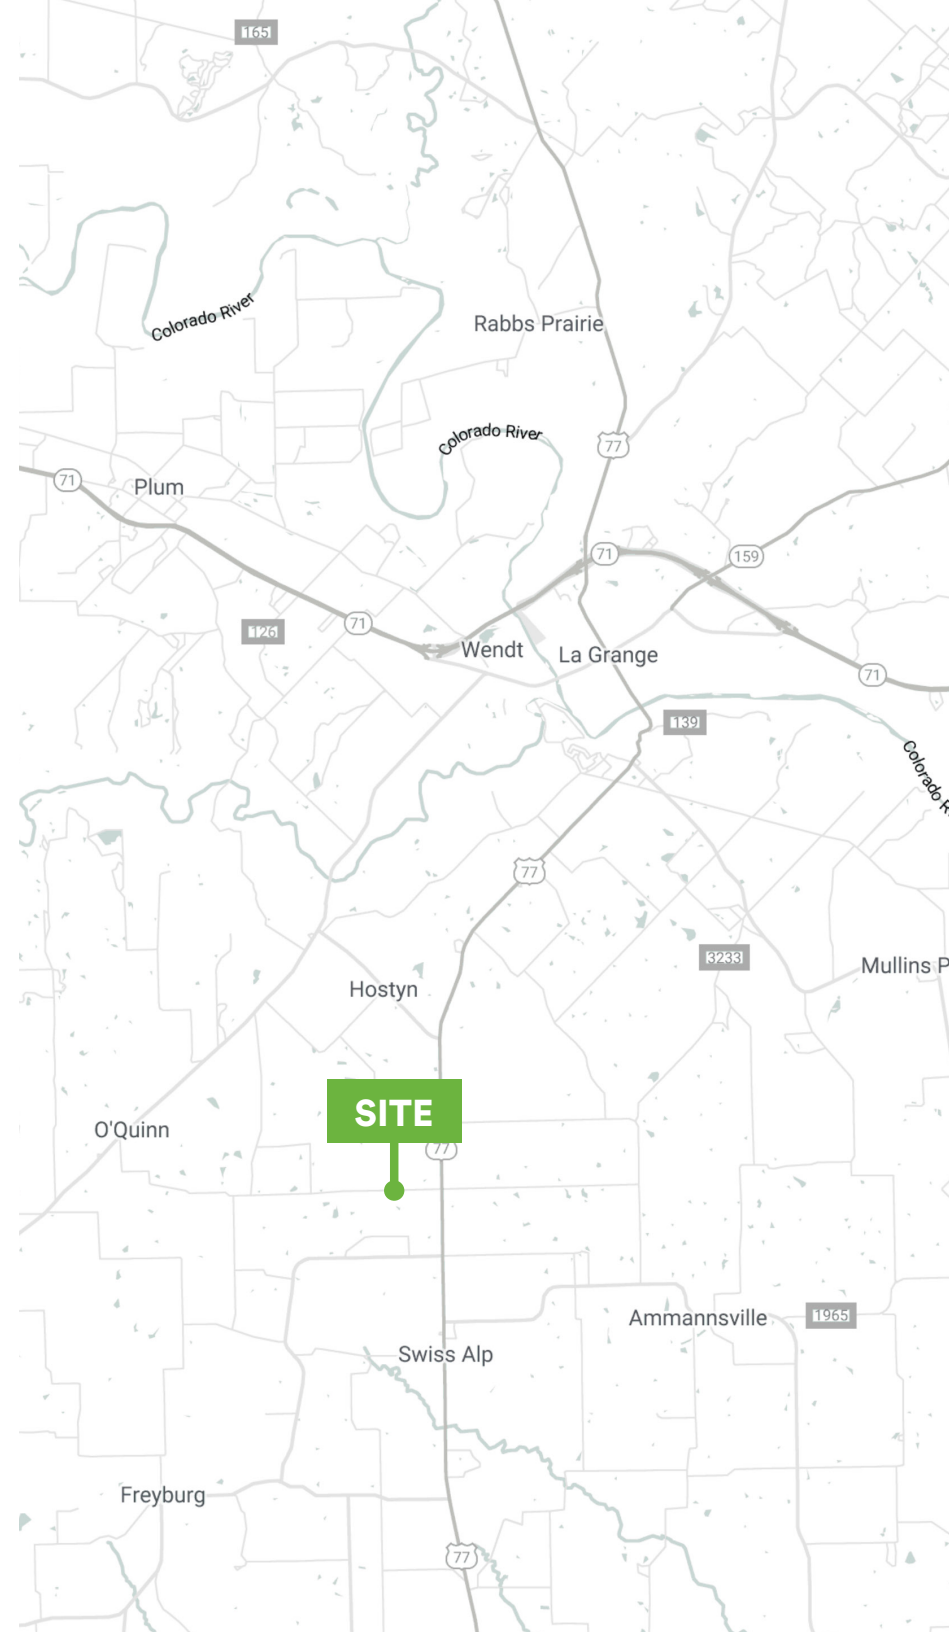 165
Colorado River
Rabbs Prairie
Colorado River
77
71
Plum
71
159
71
126
Wendt
La Grange
71
139
Colorado R
77
3233
Mullins P
Hostyn
SITE
O'Quinn
77
Ammannsville
1965
Swiss Alp
Freyburg
77